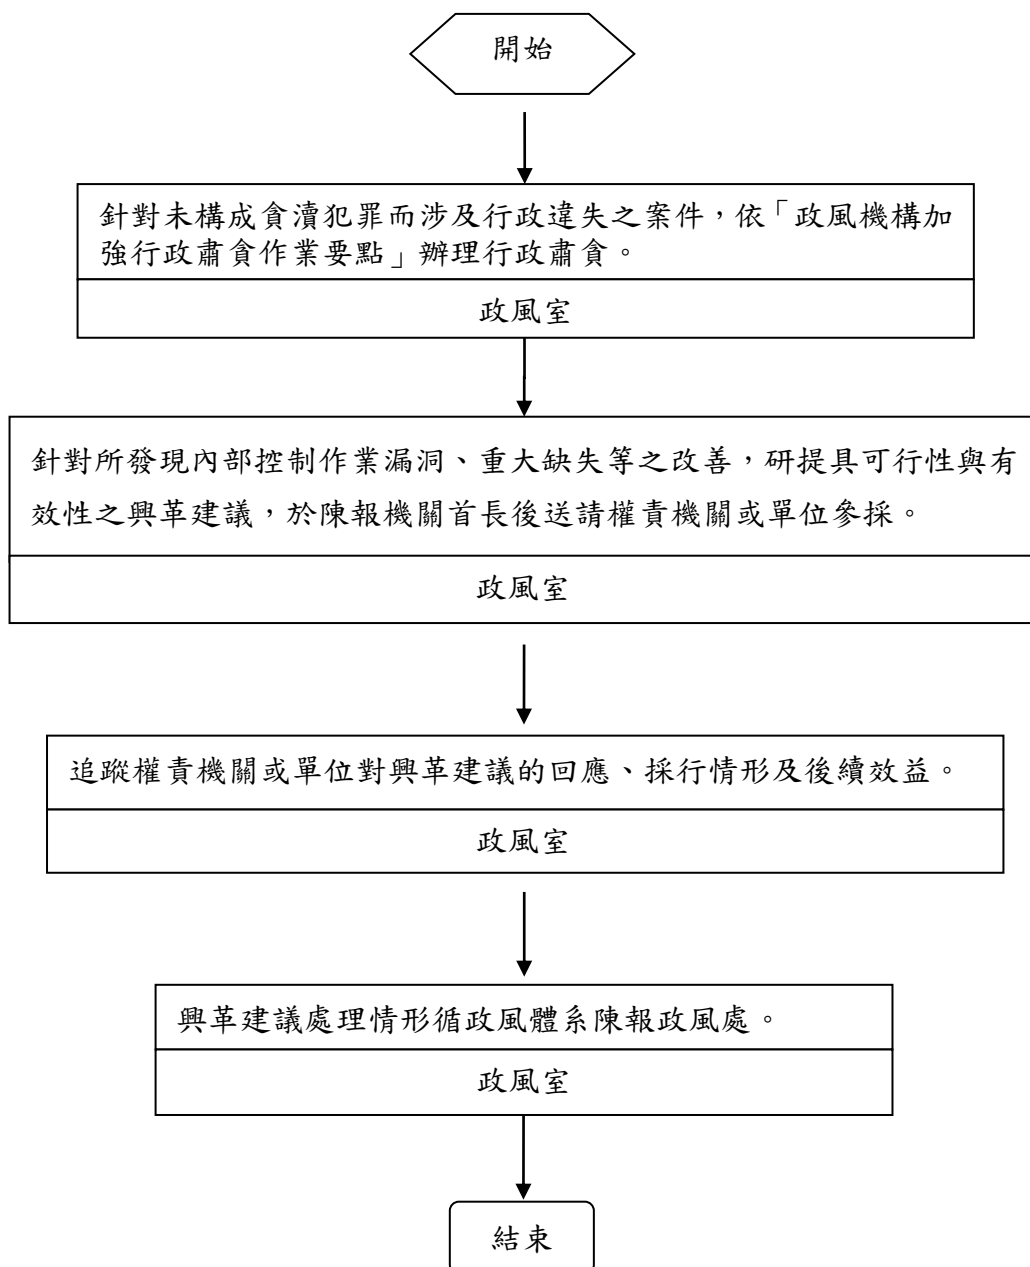 開始
針對未構成貪瀆犯罪而涉及行政違失之案件，依「政風機構加
強行政肅貪作業要點」辦理行政肅貪。
政風室
針對所發現內部控制作業漏洞、重大缺失等之改善，研提具可行性與有
效性之興革建議，於陳報機關首長後送請權責機關或單位參採。
政風室
追蹤權責機關或單位對興革建議的回應、採行情形及後續效益。
政風室
興革建議處理情形循政風體系陳報政風處。
政風室
結束